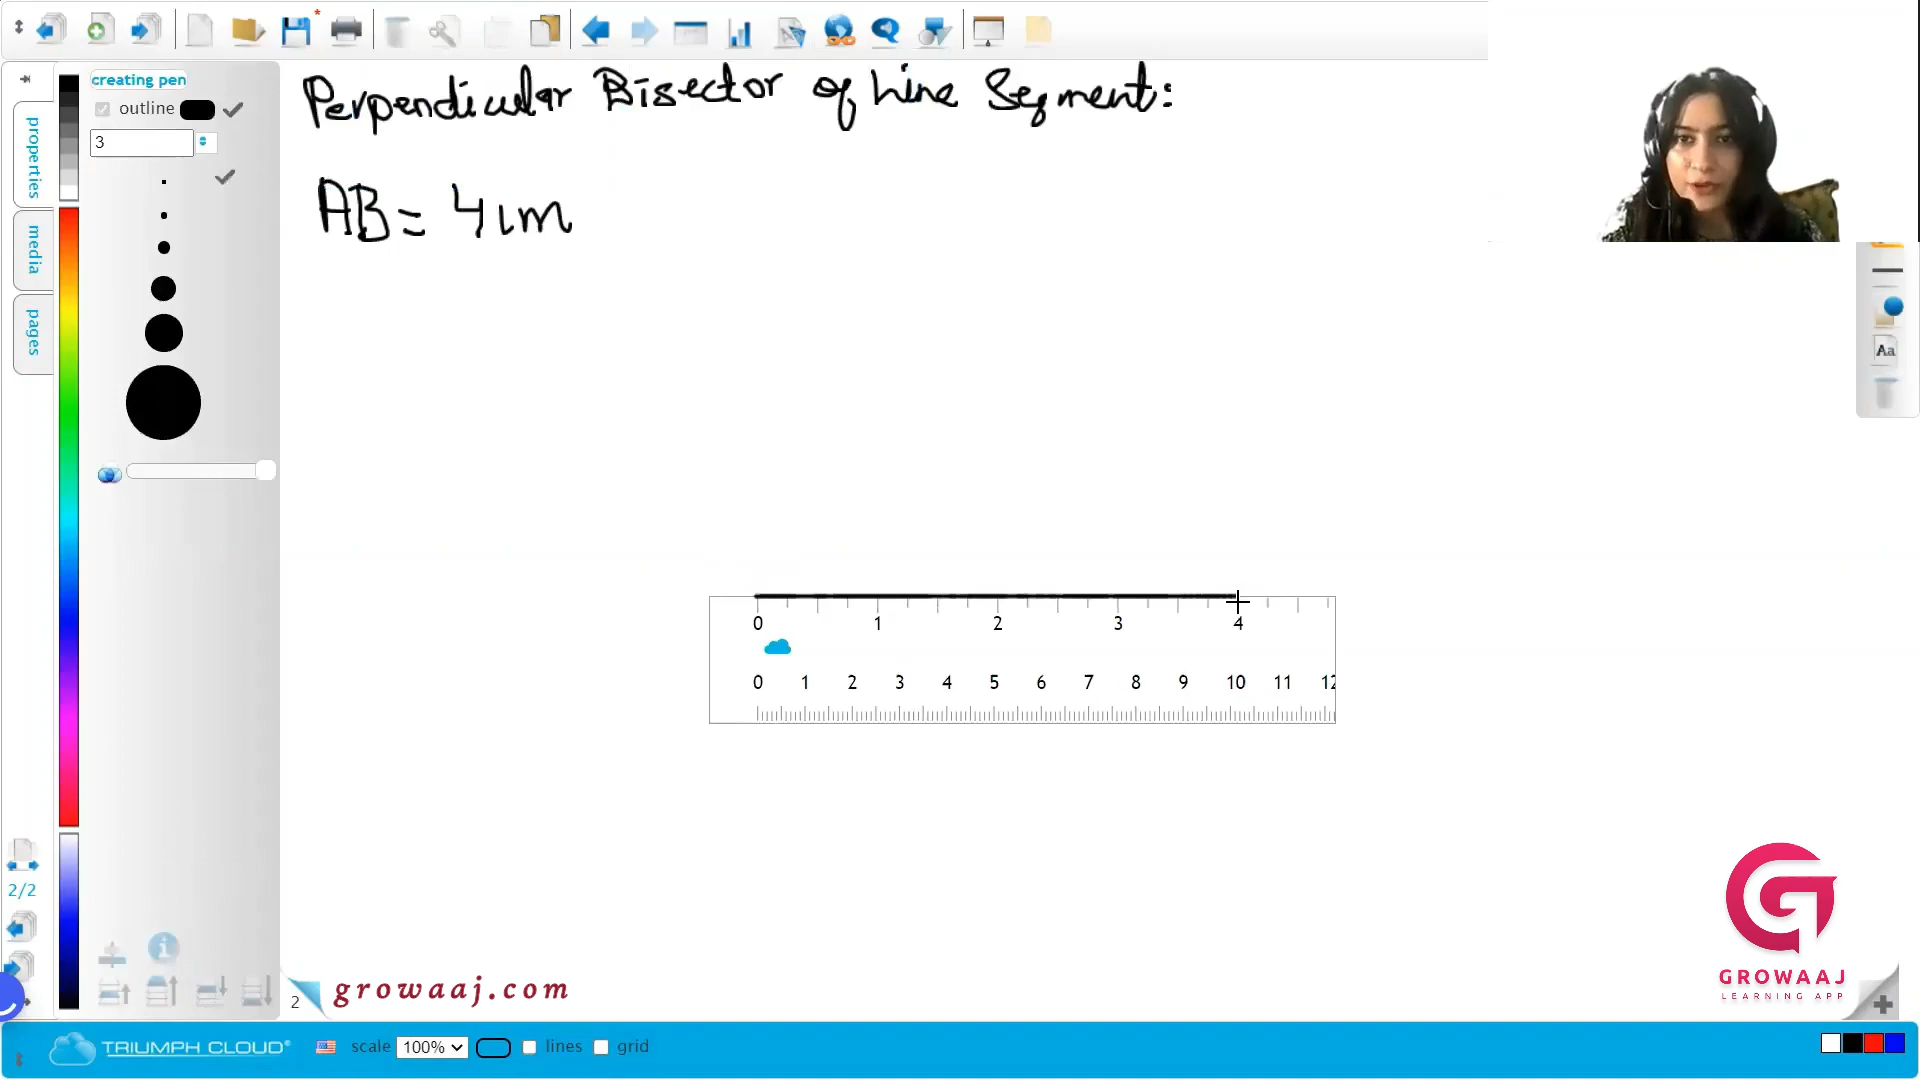 creating pen
outline
3
properties
media
pages
Perpendicular Bisector of Line Segment:
AB = 4cm
Aa
0 1 2 3 4
0 1 2 3 4 5 6 7 8 9 10 11 12
2/2
2
growaaj.com
GROWAAJ
LEARNING APP
TRIUMPH CLOUD
scale 100% lines grid